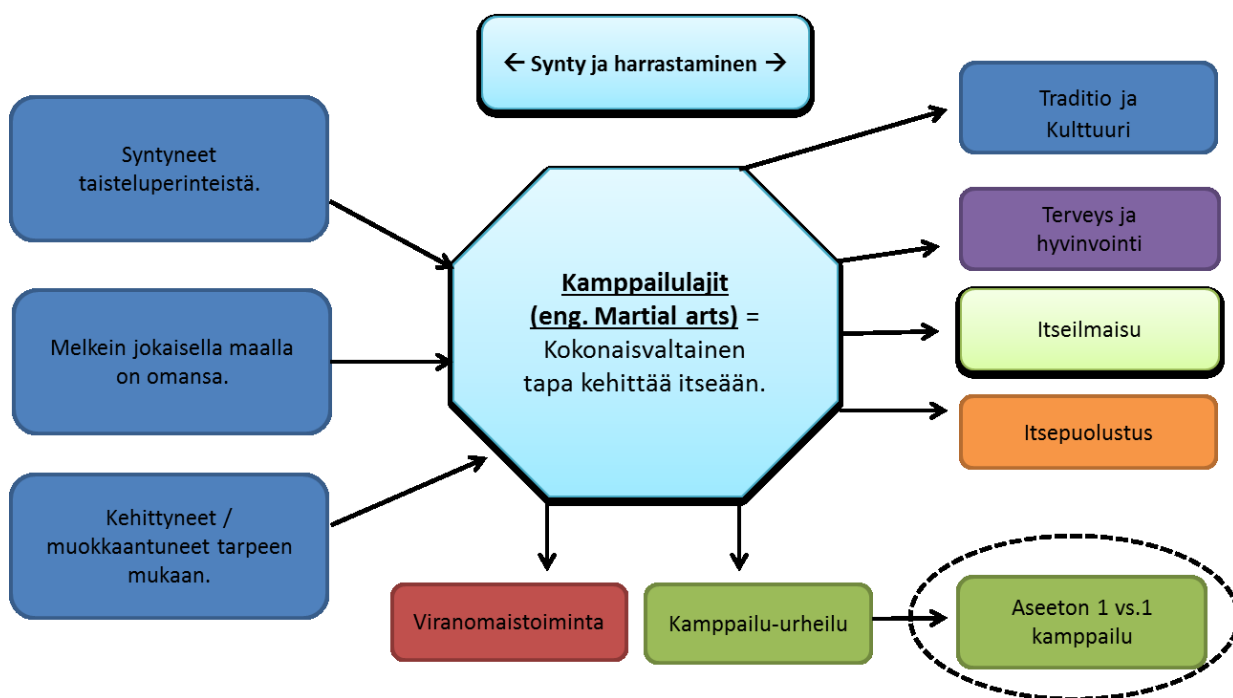 ← Synty ja harrastaminen →
Syntyneet
taisteluperinteistä.
Melkein jokaisella maalla
on omansa.
Kehittyneet /
muokkaantuneet tarpeen
mukaan.
Kamppailulajit
(eng. Martial arts) =
Kokonaisvaltainen
tapa kehittää itseään.
Traditio ja
Kulttuuri
Terveys ja
hyvinvointi
Itseilmaisu
Itsepuolustus
Viranomaistoiminta
Kamppailu-urheilu
Aseeton 1 vs.1
kamppailu